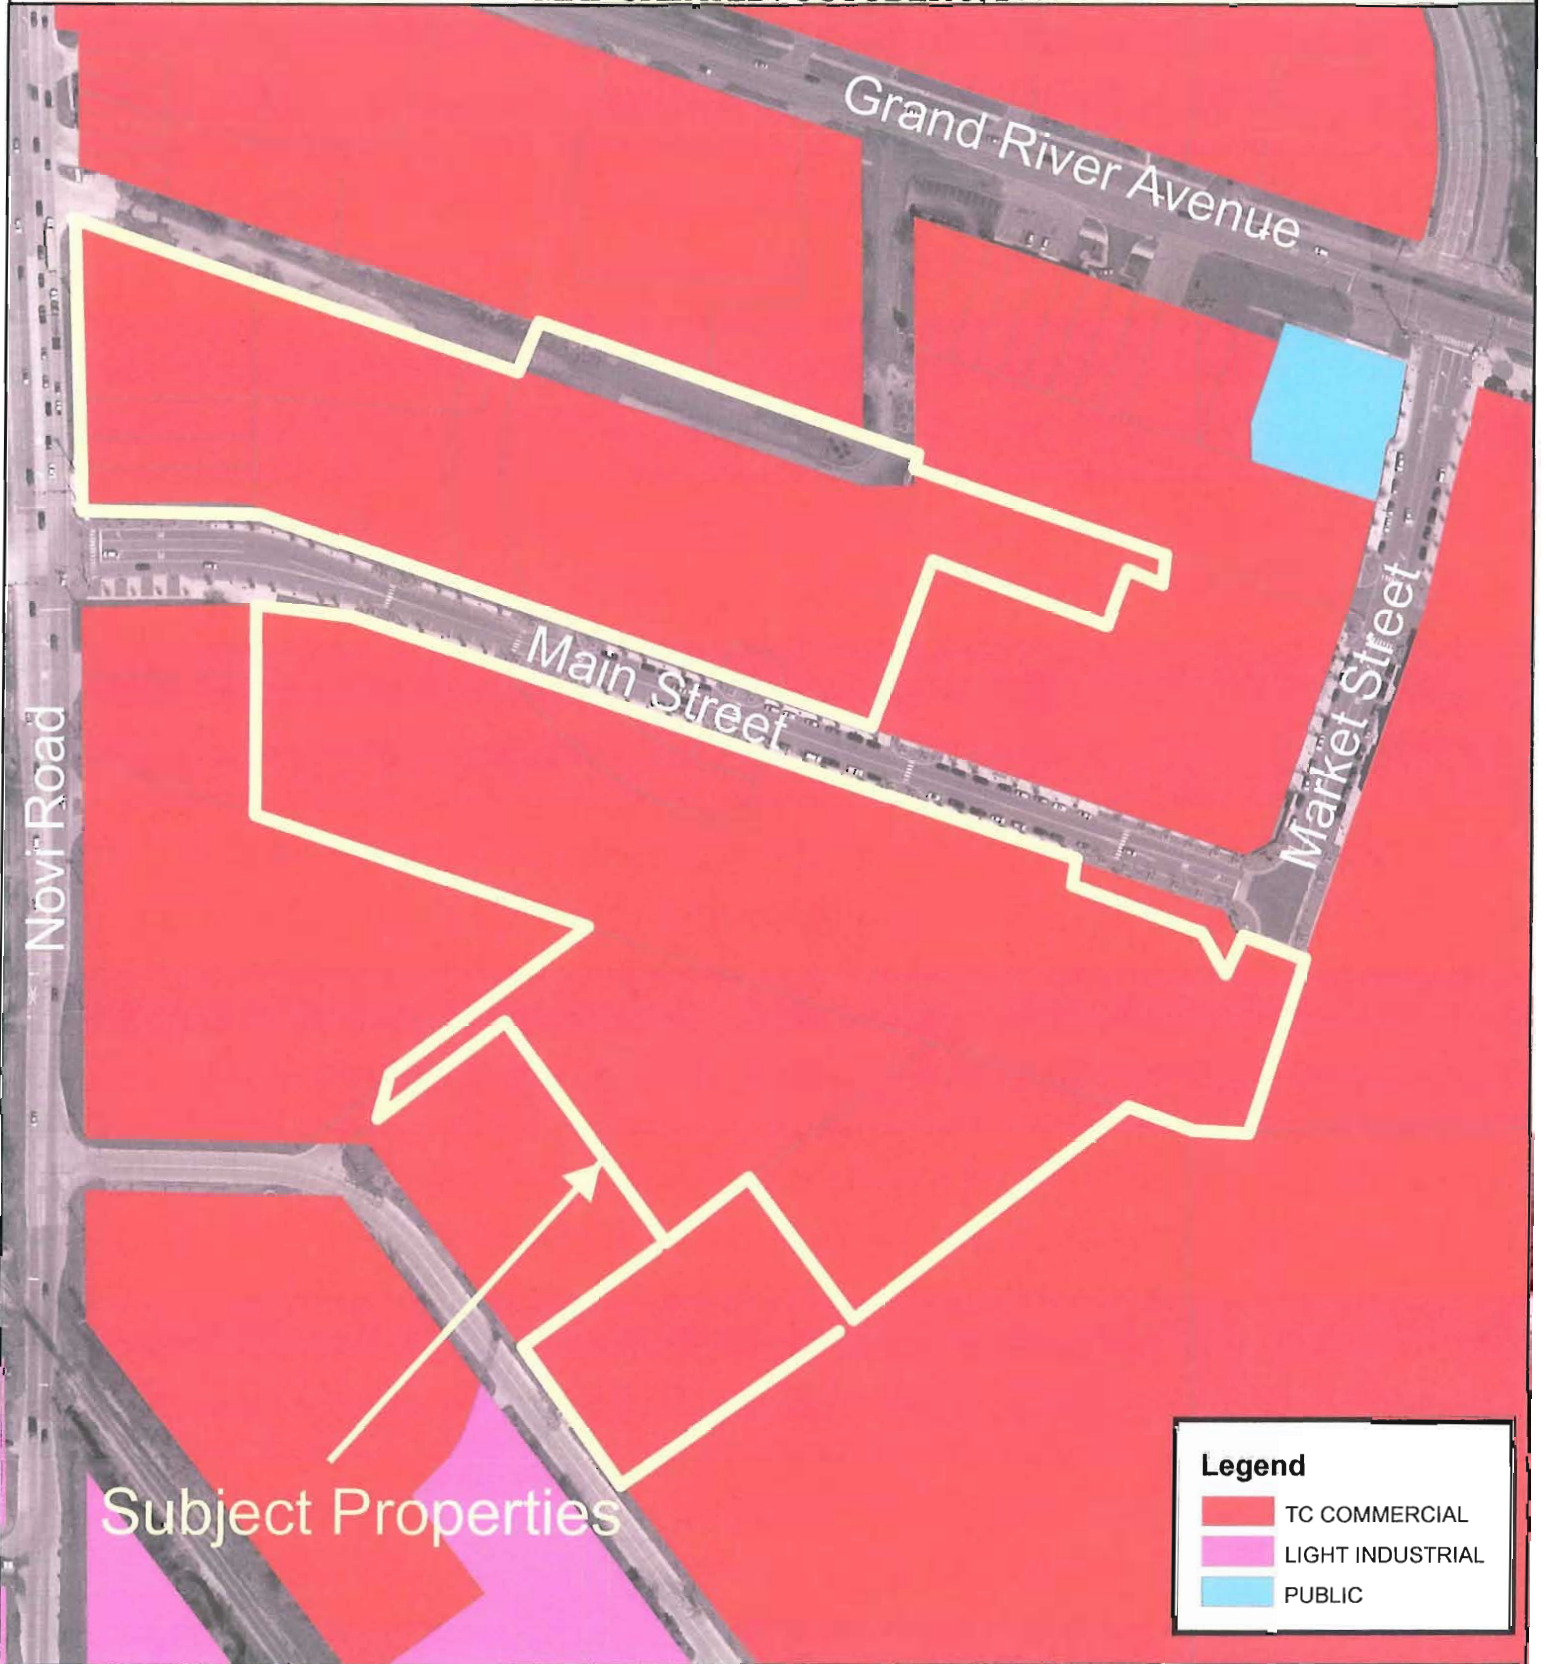 Grand River Avenue
Main Street
Market Street
Novi Road
Subject Properties
Legend
TC COMMERCIAL
LIGHT INDUSTRIAL
PUBLIC